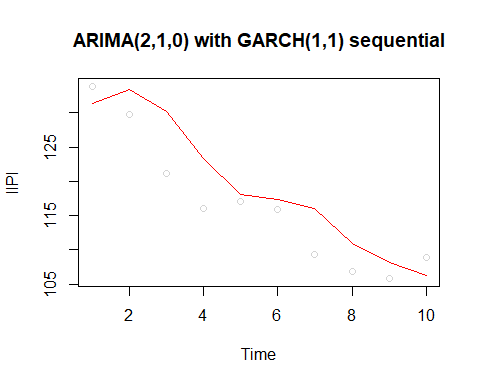 ARIMA(2,1,0) with GARCH(1,1) sequential
IIPI
125
115
105
2 4 6 8 10
Time